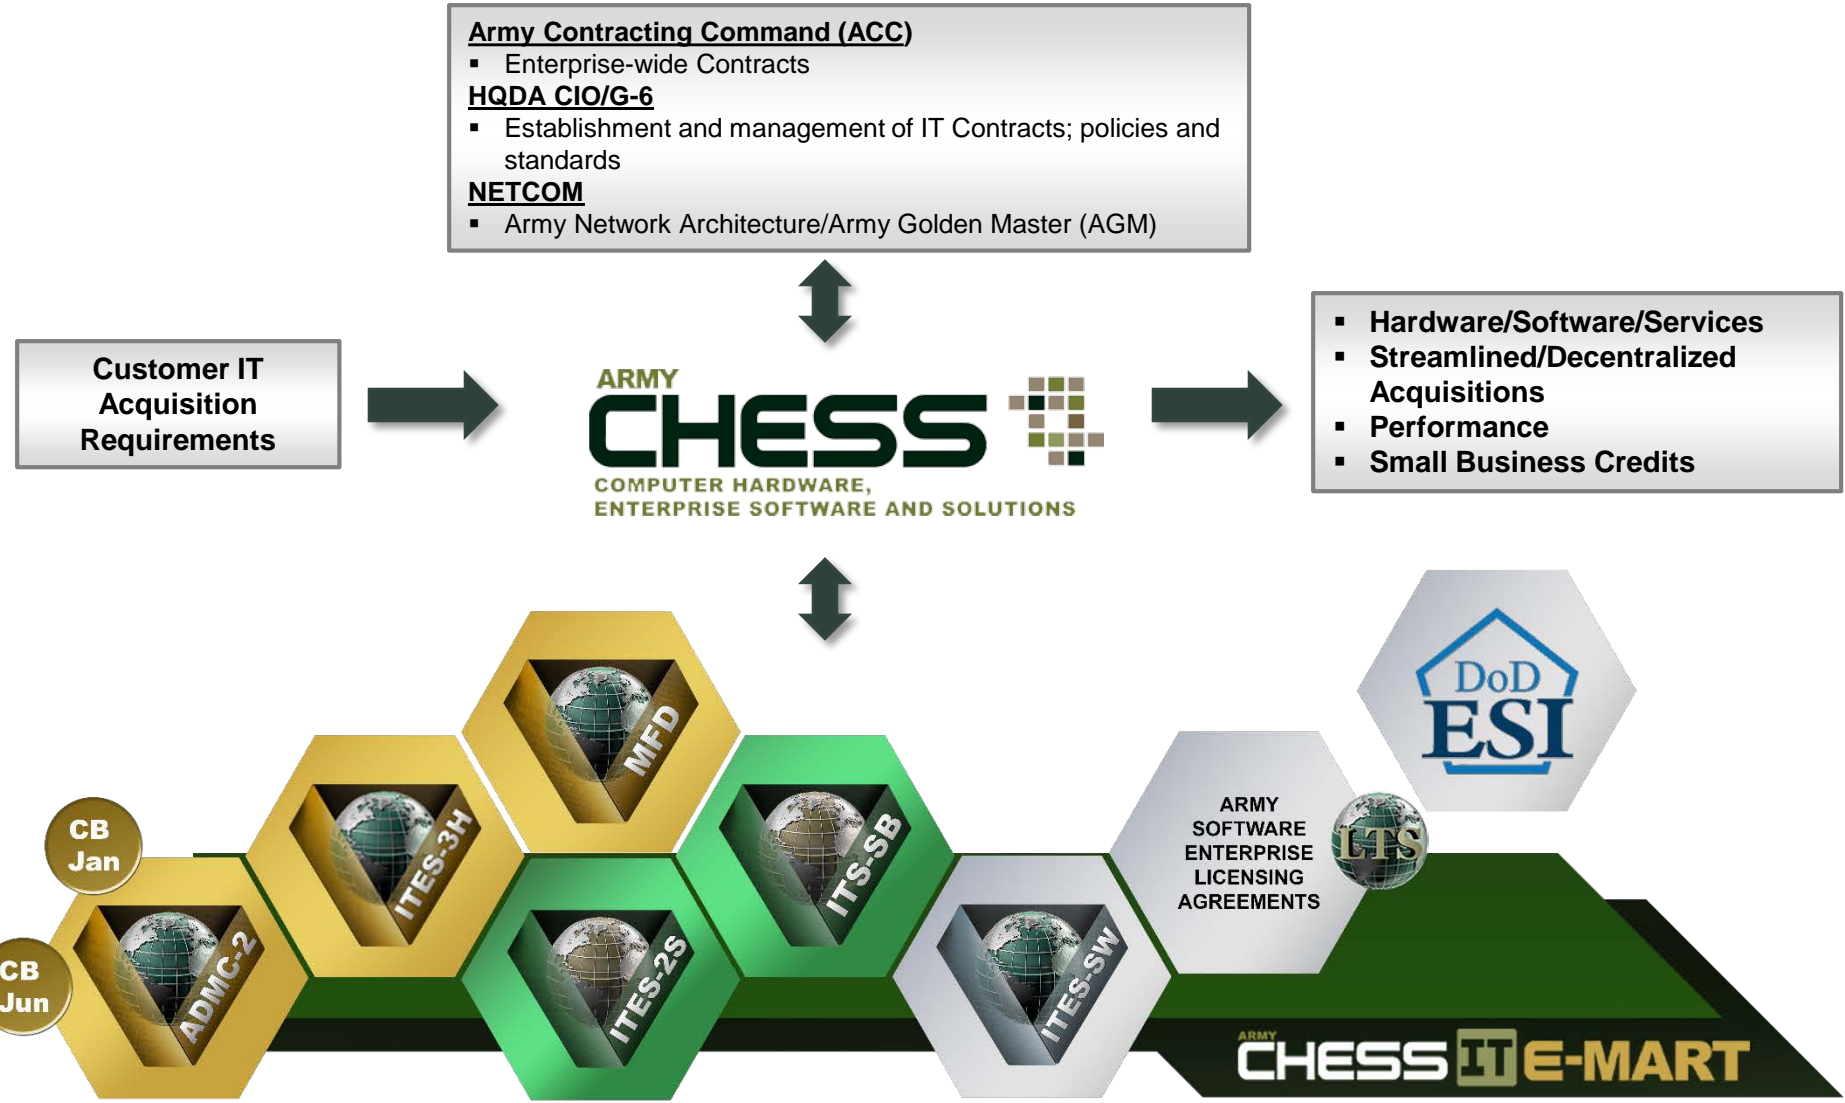 Army Contracting Command (ACC)
▪ Enterprise-wide Contracts
HQDA CIO/G-6
▪ Establishment and management of IT Contracts; policies and
standards
NETCOM
▪ Army Network Architecture/Army Golden Master (AGM)
Customer IT
Acquisition
Requirements
ARMY
CHESS
COMPUTER HARDWARE,
ENTERPRISE SOFTWARE AND SOLUTIONS
▪ Hardware/Software/Services
▪ Streamlined/Decentralized
Acquisitions
▪ Performance
▪ Small Business Credits
DoD
ESI
MFD
ITES-3H
ITS-SB
ARMY
SOFTWARE
ENTERPRISE
LICENSING
AGREEMENTS
LTS
CB
Jan
ADMC-2
ITES-2S
ITES-SW
CB
Jun
ARMY
CHESS IT E-MART